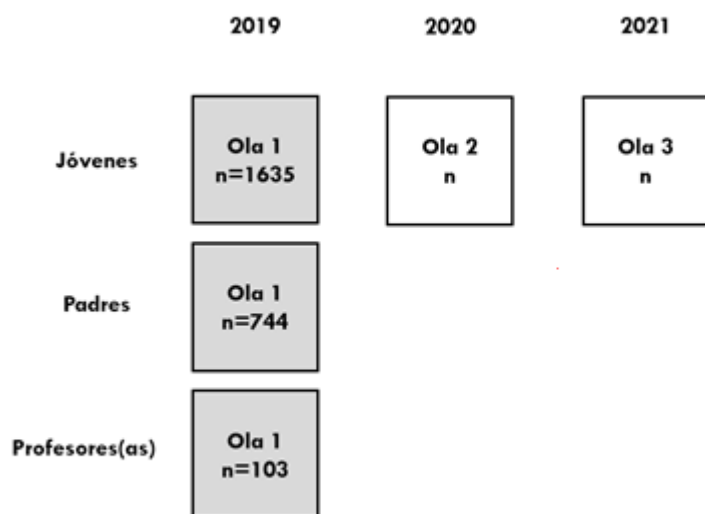 2019 2020 2021
Jóvenes
Ola 1
n=1635
Ola 2
n
Ola 3
n
Padres
Ola 1
n=744
Profesores(as)
Ola 1
n=103